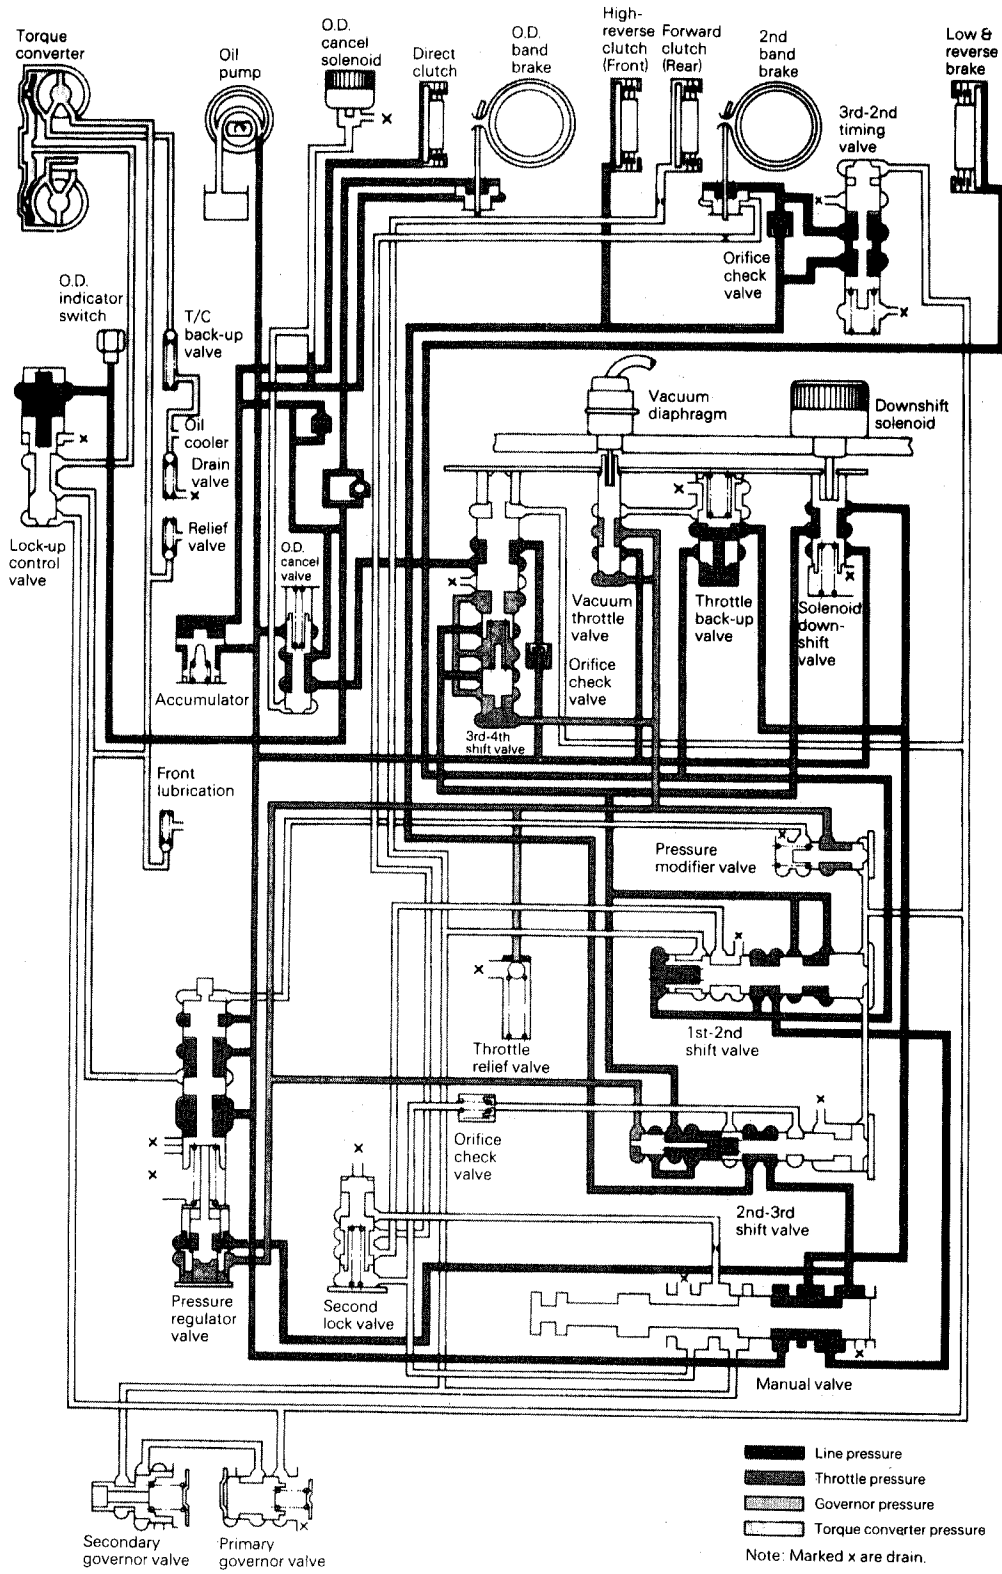 Torque
converter
Oil
pump
O.D.
cancel
solenoid
Direct
clutch
O.D.
band
brake
High-
reverse
clutch
(Front)
Forward
clutch
(Rear)
2nd
band
brake
3rd-2nd
timing
valve
Low &
reverse
brake
x
x
x
x
Orifice
check
valve
O.D.
indicator
switch
T/C
back-up
valve
Oil
cooler
Drain
valve
x
x
Relief
valve
Lock-up
control
valve
O.D.
cancel
valve
Vacuum
diaphragm
Downshift
solenoid
x
x
x
Vacuum
throttle
valve
Throttle
back-up
valve
Solenoid
down-
shift
valve
Orifice
check
valve
Accumulator
3rd-4th
shift valve
Front
lubrication
x
Pressure
modifier valve
x
x
Throttle
relief valve
1st-2nd
shift valve
x
x
x
Orifice
check
valve
x
2nd-3rd
shift valve
x
Pressure
regulator
valve
Second
lock valve
x
Manual valve
Line pressure
Throttle pressure
Governor pressure
Torque converter pressure
Note: Marked x are drain.
Secondary
governor valve
Primary
governor valve
x